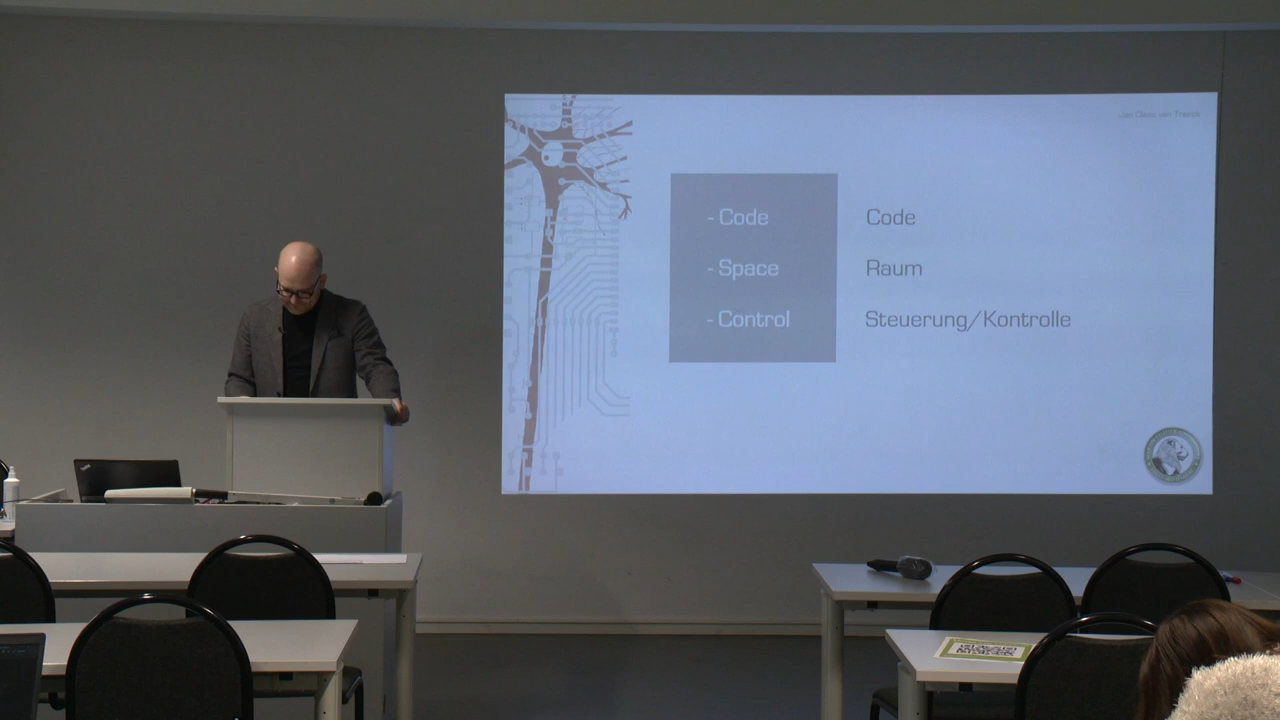 - Code
Code
- Space
Raum
- Control
Steuerung/Kontrolle